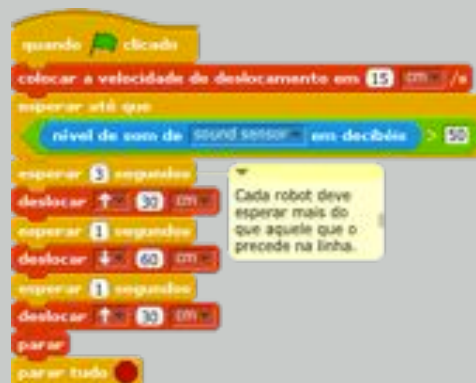 quando clicado
colocar a velocidade de deslocamento em 15 cm /s
esperar até que
nível de som de sound sensor em decibéis > 50
esperar 3 segundos
deslocar 30 cm
esperar 1 segundos
deslocar 60 cm
esperar 1 segundos
deslocar 30 cm
parar
parar tudo
Cada robot deve
esperar mais do
que aquele que o
precede na linha.